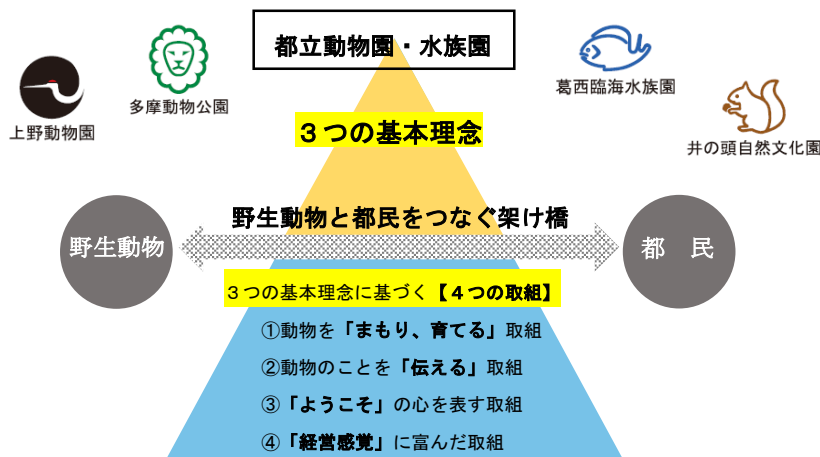 都立動物園・水族園
上野動物園
多摩動物公園
葛西臨海水族園
井の頭自然文化園
３つの基本理念
野生動物と都民をつなぐ架け橋
野生動物
都　民
３つの基本理念に基づく【４つの取組】
①動物を「まもり、育てる」取組
②動物のことを「伝える」取組
③「ようこそ」の心を表す取組
④「経営感覚」に富んだ取組